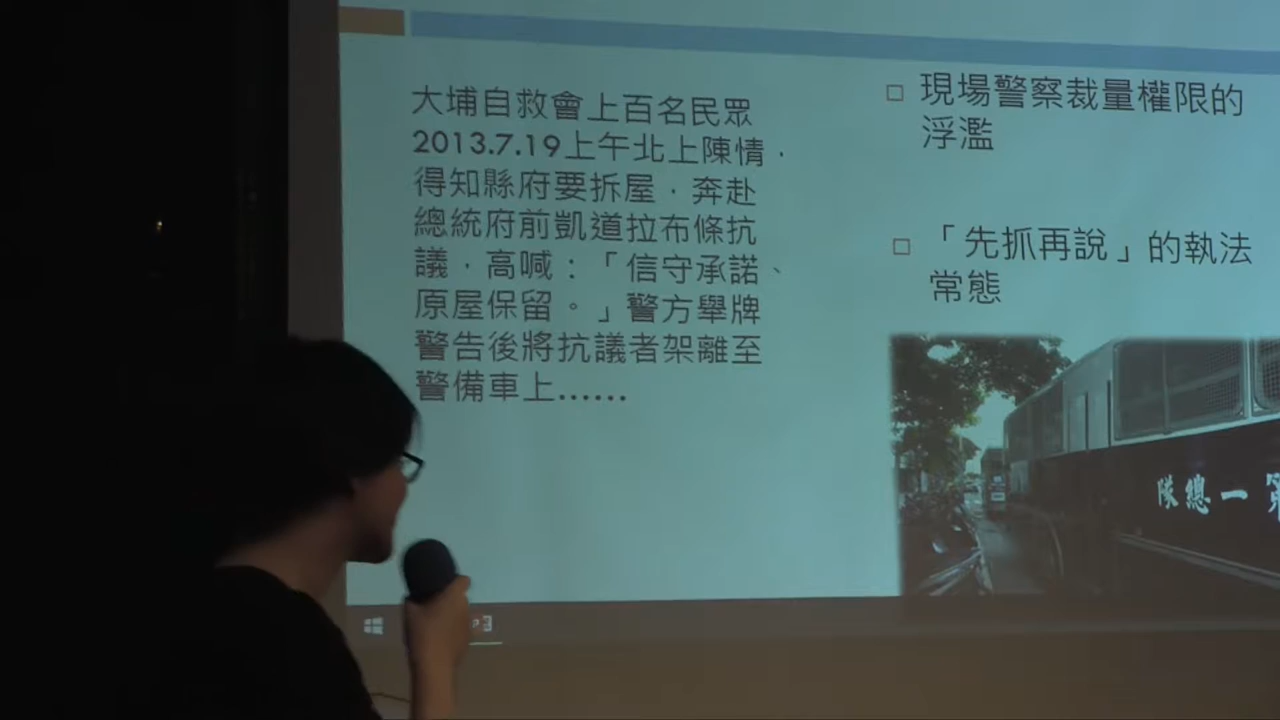 大埔自救會上百名民眾
2013.7.19上午北上陳情，
得知縣府要拆屋，奔赴
總統府前凱道拉布條抗
議，高喊：「信守承諾、
原屋保留。」警方舉牌
警告後將抗議者架離至
警備車上……
□ 現場警察裁量權限的
浮濫
□ 「先抓再說」的執法
常態
隊總一第